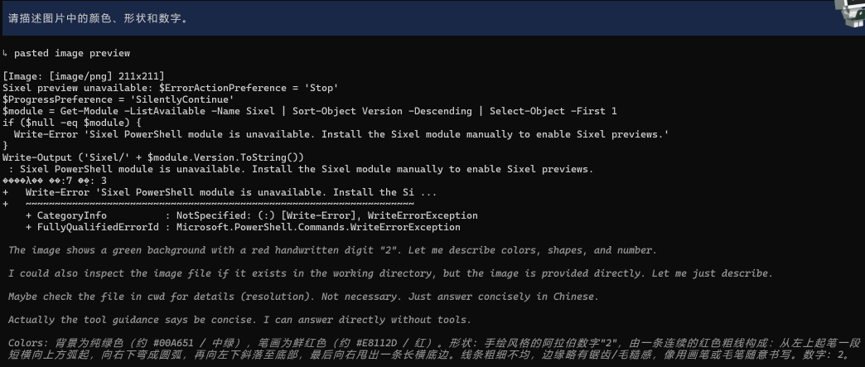 请描述图片中的颜色、形状和数字。
↳ pasted image preview
[Image: [image/png] 211x211]
Sixel preview unavailable: $ErrorActionPreference = 'Stop'
$ProgressPreference = 'SilentlyContinue'
$module = Get-Module -ListAvailable -Name Sixel | Sort-Object Version -Descending | Select-Object -First 1
if ($null -eq $module) {
  Write-Error 'Sixel PowerShell module is unavailable. Install the Sixel module manually to enable Sixel previews.'
}
Write-Output ('Sixel/' + $module.Version.ToString())
 : Sixel PowerShell module is unavailable. Install the Sixel module manually to enable Sixel previews.
����λ�� ��:7 ��: 3
+   Write-Error 'Sixel PowerShell module is unavailable. Install the Si ...
+   ~~~~~~~~~~~~~~~~~~~~~~~~~~~~~~~~~~~~~~~~~~~~~~~~~~~~~~~~~~~~~~~~~~~
    + CategoryInfo          : NotSpecified: (:) [Write-Error], WriteErrorException
    + FullyQualifiedErrorId : Microsoft.PowerShell.Commands.WriteErrorException
The image shows a green background with a red handwritten digit "2". Let me describe colors, shapes, and number.
I could also inspect the image file if it exists in the working directory, but the image is provided directly. Let me just describe.
Maybe check the file in cwd for details (resolution). Not necessary. Just answer concisely in Chinese.
Actually the tool guidance says be concise. I can answer directly without tools.
Colors: 背景为纯绿色 (约 #00A651 / 中绿), 笔画为鲜红色 (约 #E8112D / 红)。形状: 手绘风格的阿拉伯数字"2", 由一条连续的红色粗线构成: 从左上起笔一段
短横向上方弧起, 向右下弯成圆弧, 再向左下斜落至底部, 最后向右甩出一条长横底边。线条粗细不均, 边缘略有锯齿/毛糙感, 像用画笔或毛笔随意书写。数字: 2。